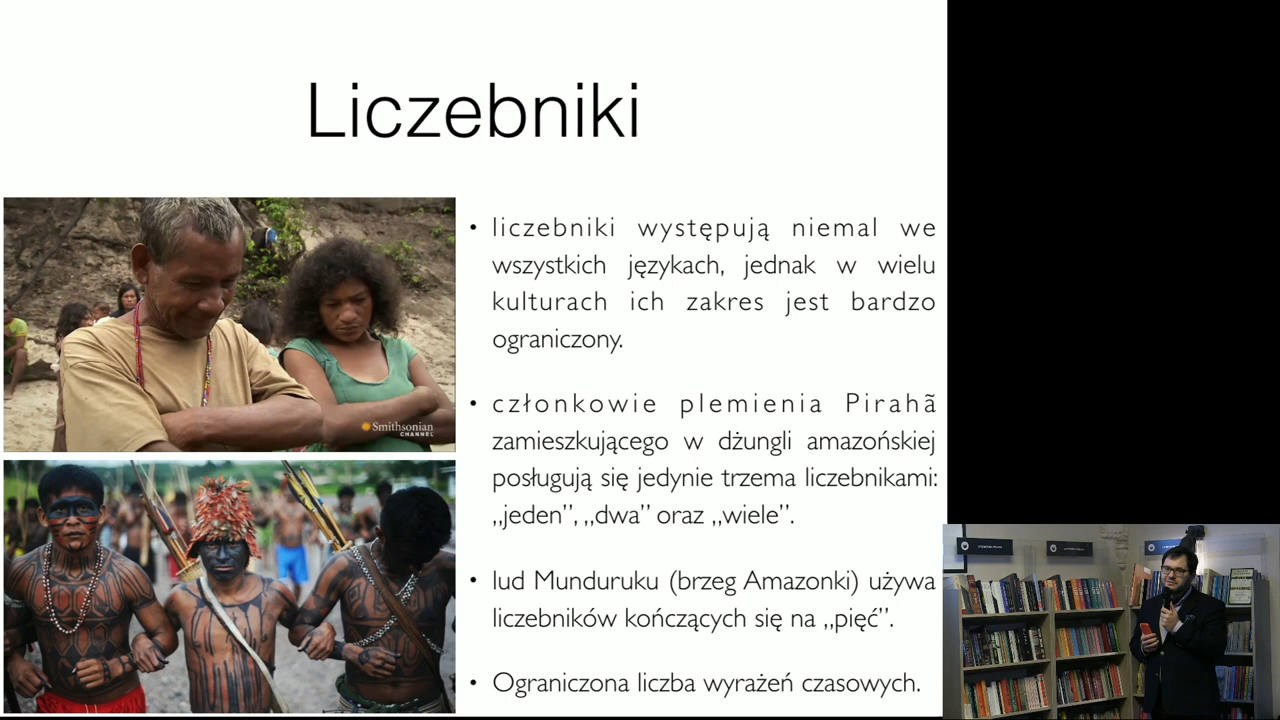 Liczebniki
• liczebniki występują niemal we
wszystkich językach, jednak w wielu
kulturach ich zakres jest bardzo
ograniczony.
• członkowie plemienia Pirahã
zamieszkującego w dżungli amazońskiej
posługują się jedynie trzema liczebnikami:
„jeden”, „dwa” oraz „wiele”.
• lud Munduruku (brzeg Amazonki) używa
liczebników kończących się na „pięć”.
• Ograniczona liczba wyrażeń czasowych.
Smithsonian
CHANNEL